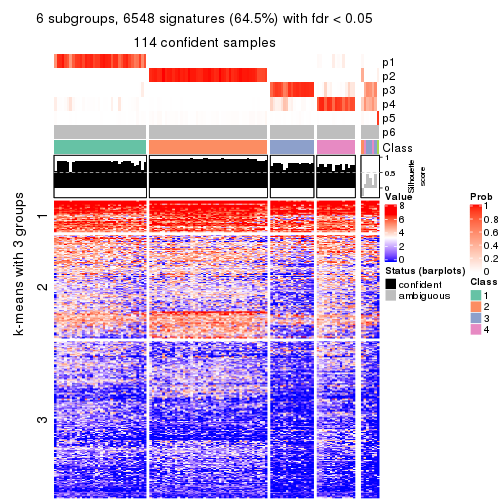 6 subgroups, 6548 signatures (64.5%) with fdr < 0.05
114 confident samples
p1
p2
p3
p4
p5
p6
Class
1
0.5
0
Silhouette
score
k-means with 3 groups
1
2
3
Value
8
6
4
2
0
Status (barplots)
confident
ambiguous
Prob
1
0.8
0.6
0.4
0.2
0
Class
1
2
3
4